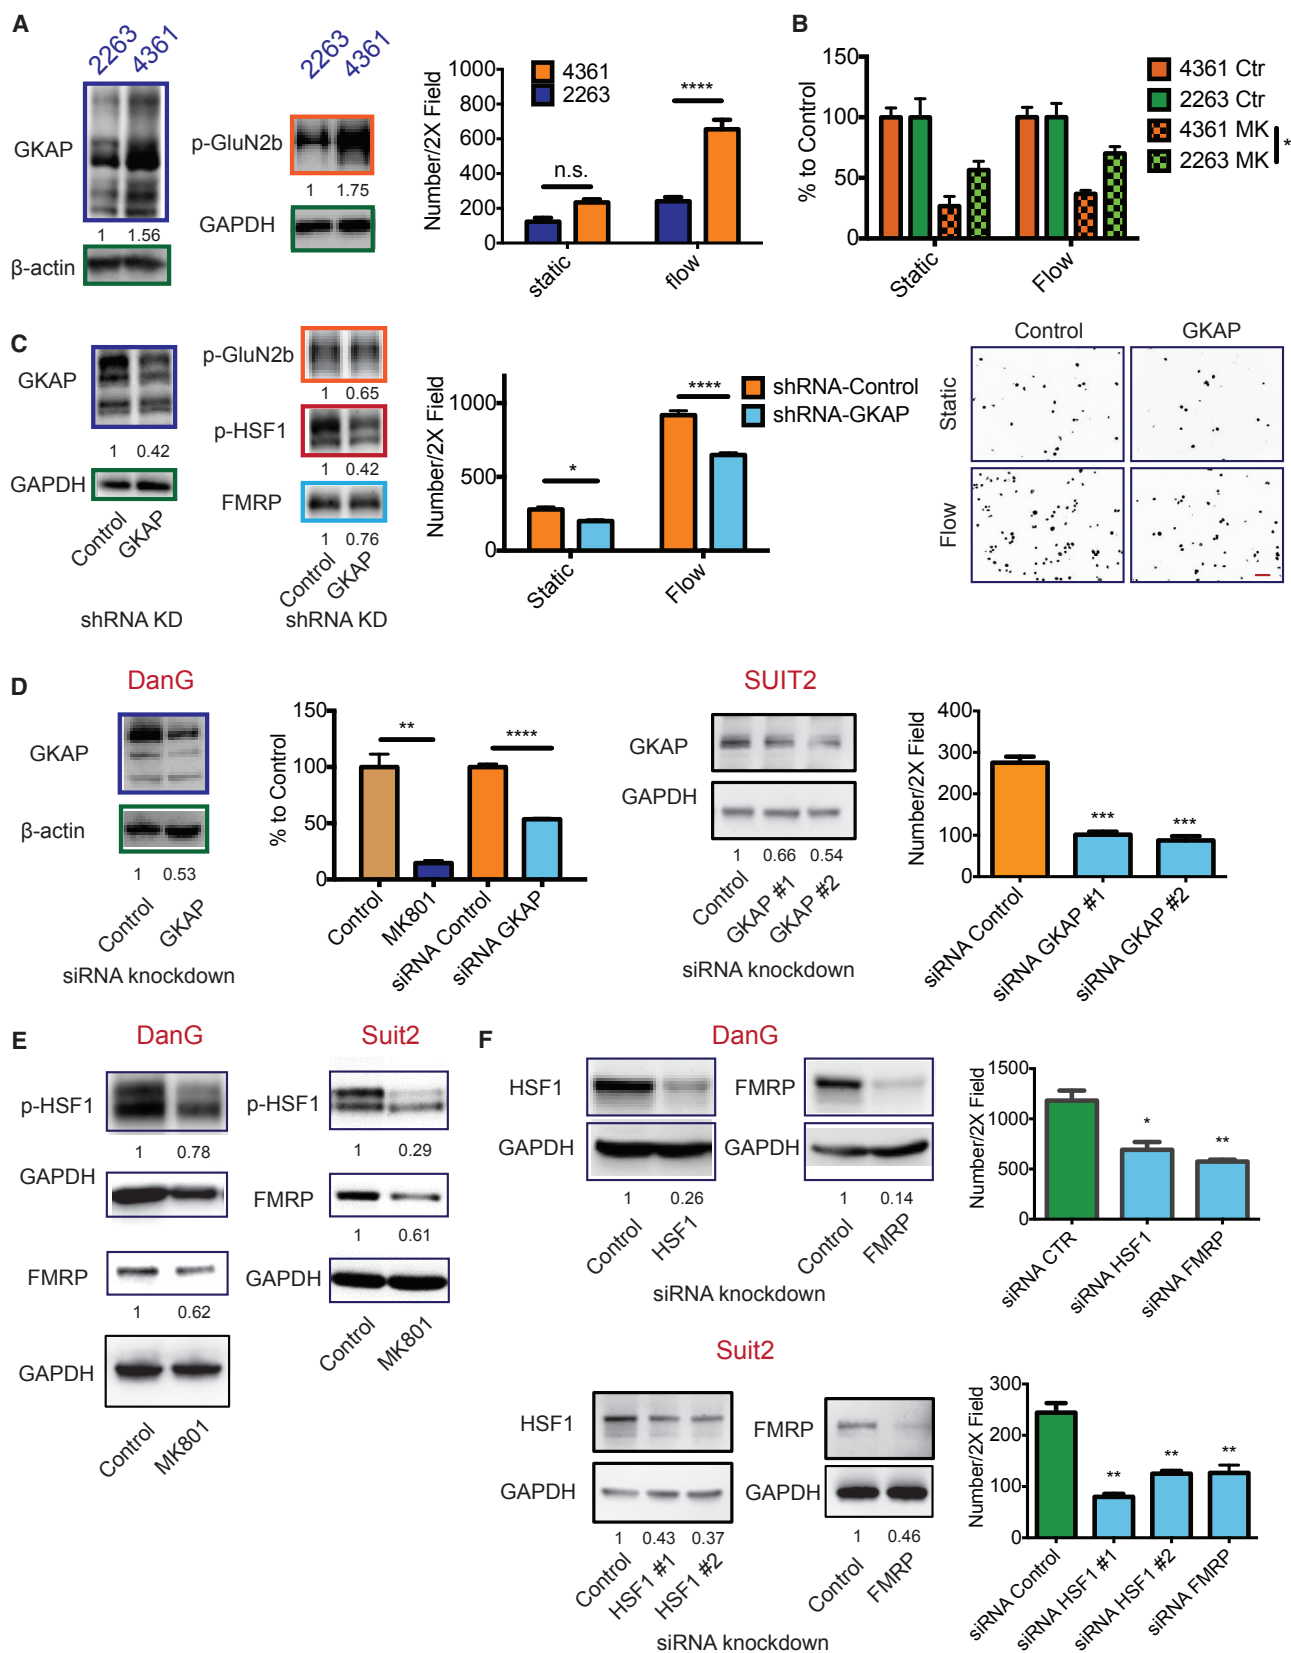 A
2263
4361
GKAP
1 1.56
β-actin
2263
4361
p-GluN2b
1 1.75
GAPDH
Number/2X Field
1000
800
600
400
200
0
4361
2263
n.s.
****
static
flow
B
% to Control
150
100
50
0
Static
Flow
4361 Ctr
2263 Ctr
4361 MK
2263 MK
*
C
GKAP
1 0.42
GAPDH
Control
GKAP
shRNA KD
p-GluN2b
1 0.65
p-HSF1
1 0.42
FMRP
1 0.76
Control
GKAP
shRNA KD
Number/2X Field
1000
500
0
*
****
Static
Flow
shRNA-Control
shRNA-GKAP
Control
GKAP
Static
Flow
D
DanG
GKAP
β-actin
1 0.53
Control
GKAP
siRNA knockdown
% to Control
150
100
50
0
**
****
Control
MK801
siRNA Control
siRNA GKAP
SUIT2
GKAP
GAPDH
1 0.66 0.54
Control
GKAP #1
GKAP #2
siRNA knockdown
Number/2X Field
400
300
200
100
0
***
***
siRNA Control
siRNA GKAP #1
siRNA GKAP #2
E
DanG
p-HSF1
1 0.78
GAPDH
FMRP
1 0.62
GAPDH
Control
MK801
Suit2
p-HSF1
1 0.29
FMRP
1 0.61
GAPDH
Control
MK801
F
DanG
HSF1
GAPDH
1 0.26
Control
HSF1
FMRP
GAPDH
1 0.14
Control
FMRP
siRNA knockdown
Number/2X Field
1500
1000
500
0
*
**
siRNA CTR
siRNA HSF1
siRNA FMRP
Suit2
HSF1
GAPDH
1 0.43 0.37
Control
HSF1 #1
HSF1 #2
FMRP
GAPDH
1 0.46
Control
FMRP
siRNA knockdown
Number/2X Field
300
200
100
0
**
**
**
siRNA Control
siRNA HSF1 #1
siRNA HSF1 #2
siRNA FMRP